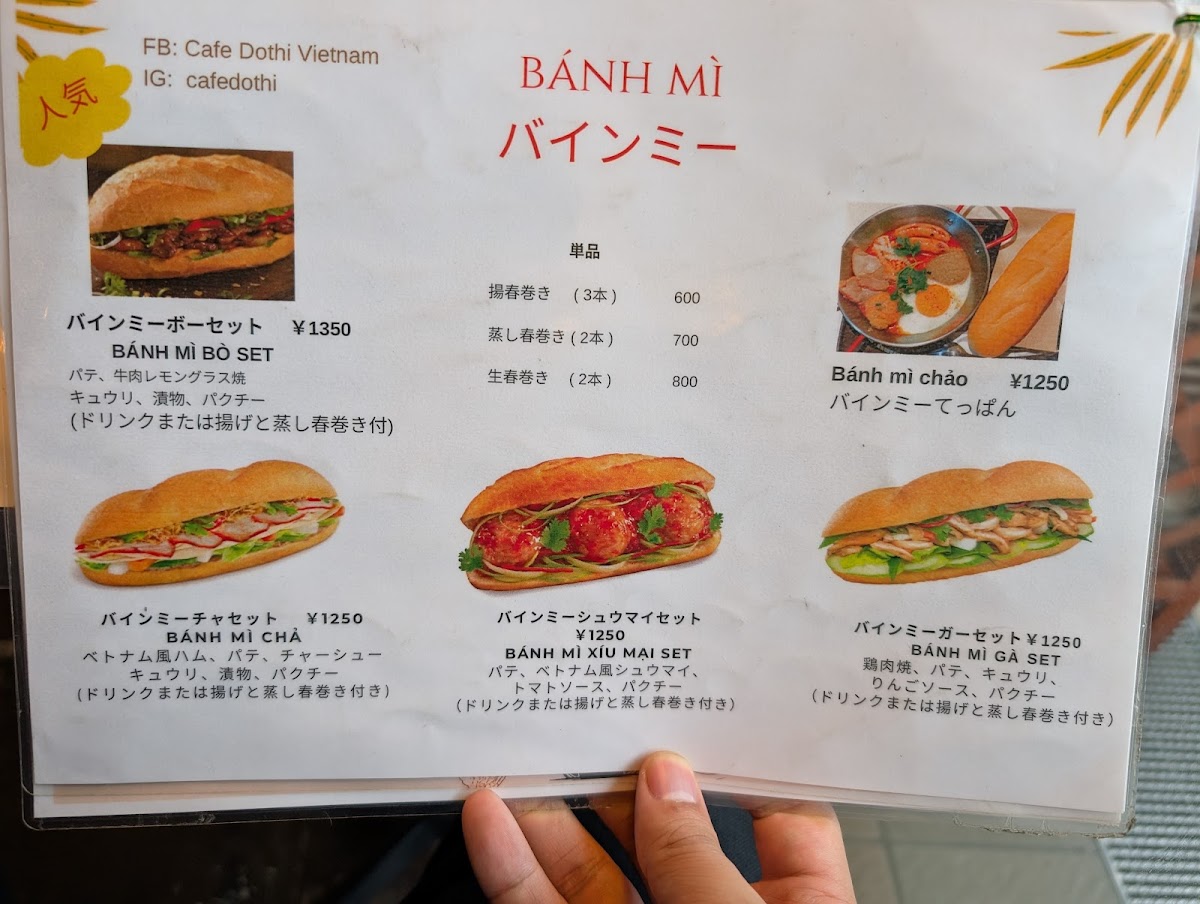 FB: Cafe Dothi Vietnam
IG: cafedothi
人気
BÁNH MÌ
バインミー
バインミーボーセット ￥1350
BÁNH MÌ BÒ SET
パテ、牛肉レモングラス焼
キュウリ、漬物、パクチー
(ドリンクまたは揚げと蒸し春巻き付)
単品
揚春巻き (3本) 600
蒸し春巻き (2本) 700
生春巻き (2本) 800
Bánh mì chảo ¥1250
バインミーてっぱん
バインミーチャセット ￥1250
BÁNH MÌ CHẢ
ベトナム風ハム、パテ、チャーシュー
キュウリ、漬物、パクチー
(ドリンクまたは揚げと蒸し春巻き付き)
バインミーシュウマイセット
￥1250
BÁNH MÌ XÍU MẠI SET
パテ、ベトナム風シュウマイ、
トマトソース、パクチー
(ドリンクまたは揚げと蒸し春巻き付き)
バインミーガーセット￥1250
BÁNH MÌ GÀ SET
鶏肉焼、パテ、キュウリ、
りんごソース、パクチー
(ドリンクまたは揚げと蒸し春巻き付き)